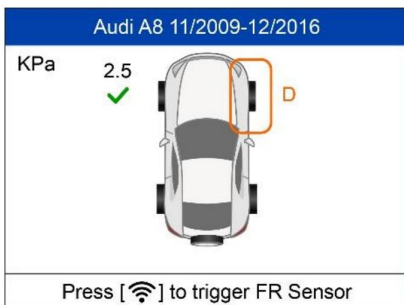 Audi A8 11/2009-12/2016
KPa
2.5
D
Press [ ] to trigger FR Sensor